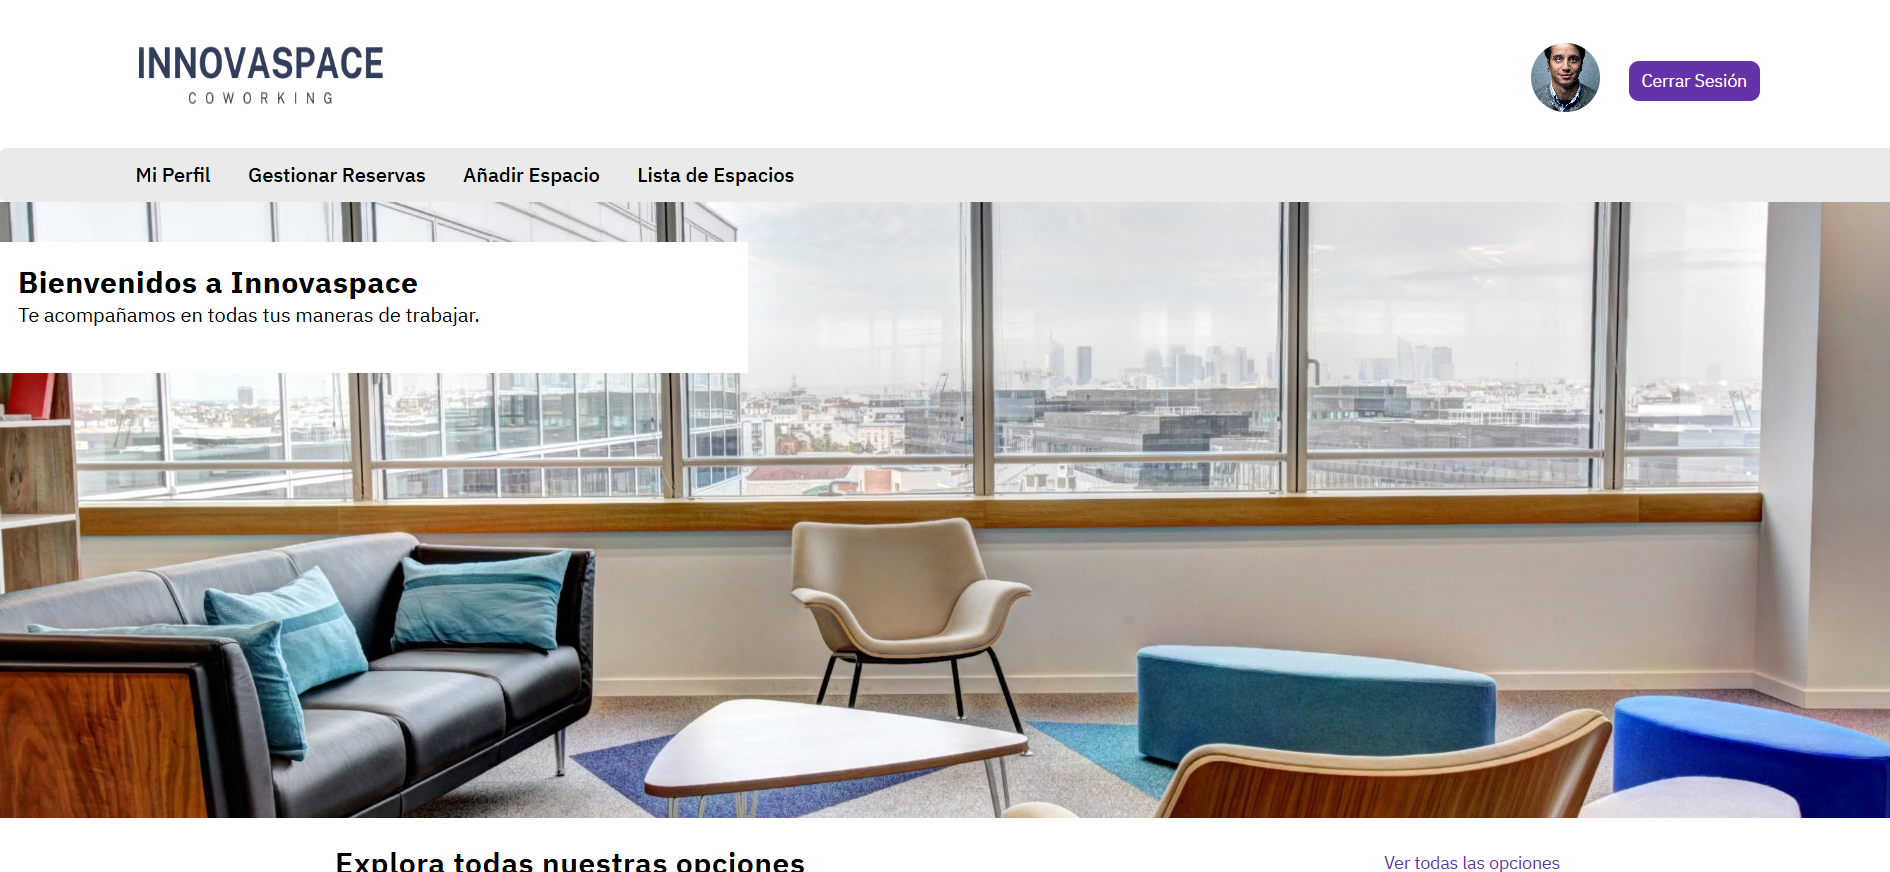 INNOVASPACE
COWORKING
Cerrar Sesión
Mi Perfil Gestionar Reservas Añadir Espacio Lista de Espacios
Bienvenidos a Innovaspace
Te acompañamos en todas tus maneras de trabajar.
Explora todas nuestras opciones
Ver todas las opciones